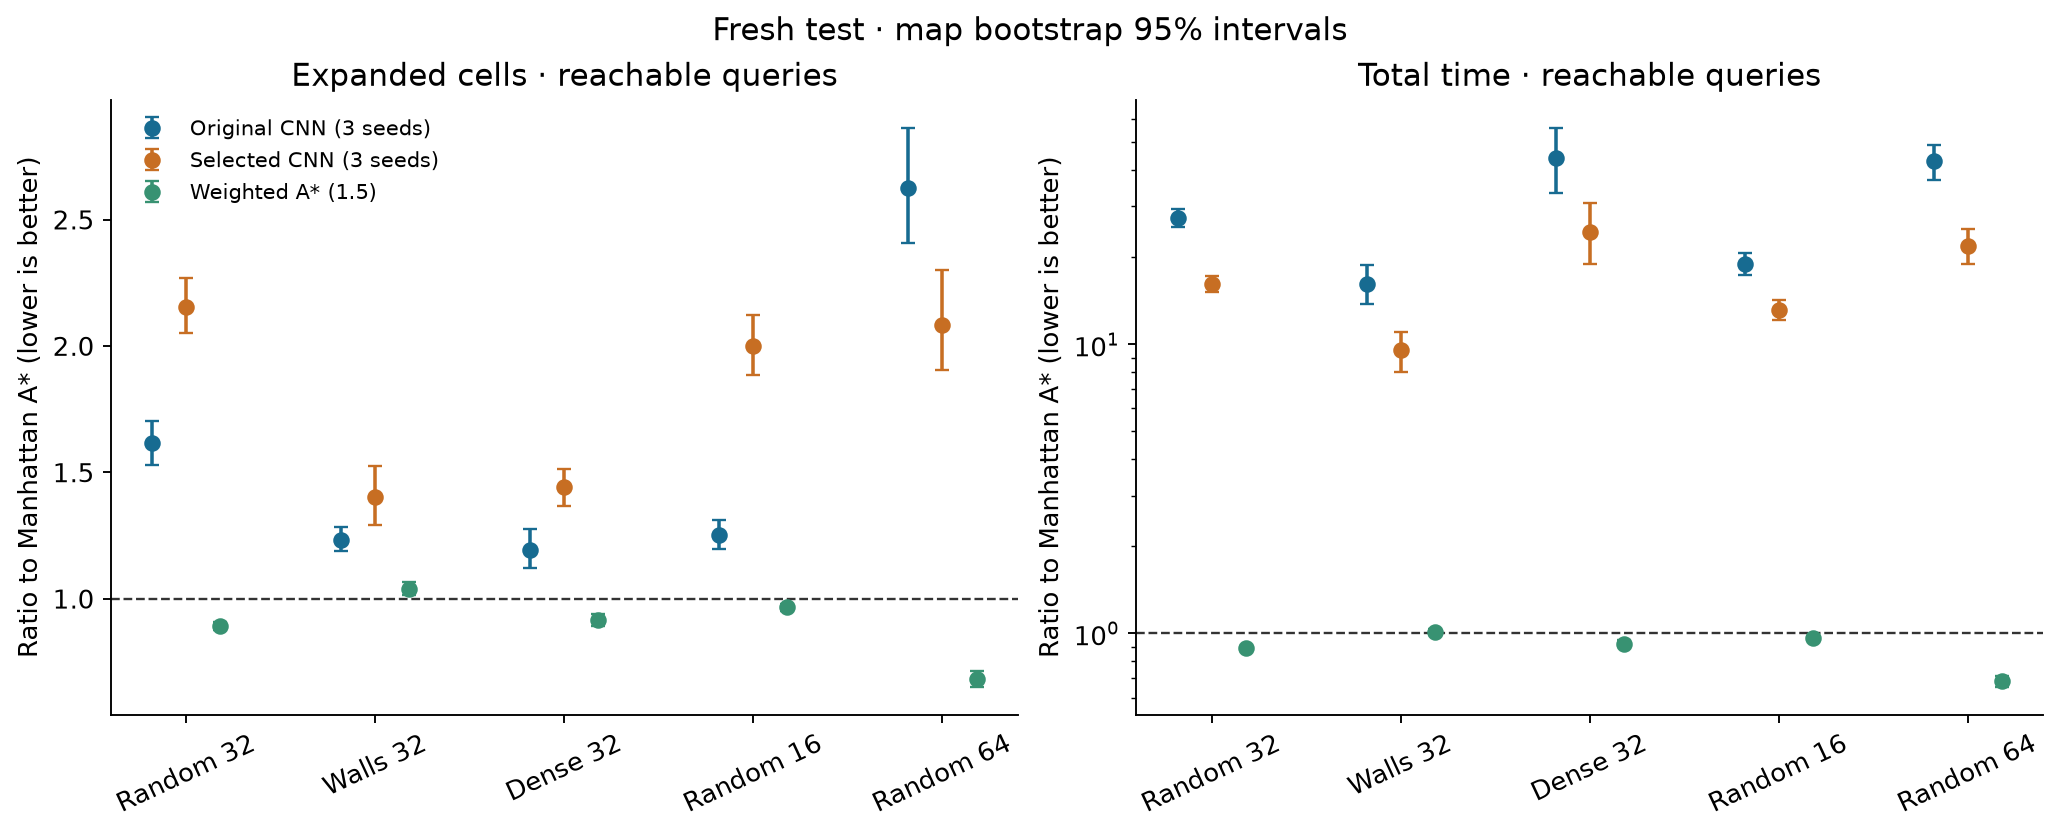 Fresh test · map bootstrap 95% intervals
Expanded cells · reachable queries
Ratio to Manhattan A* (lower is better)
2.5
2.0
1.5
1.0
Original CNN (3 seeds)
Selected CNN (3 seeds)
Weighted A* (1.5)
Random 32
Walls 32
Dense 32
Random 16
Random 64
Total time · reachable queries
Ratio to Manhattan A* (lower is better)
10¹
10⁰
Random 32
Walls 32
Dense 32
Random 16
Random 64